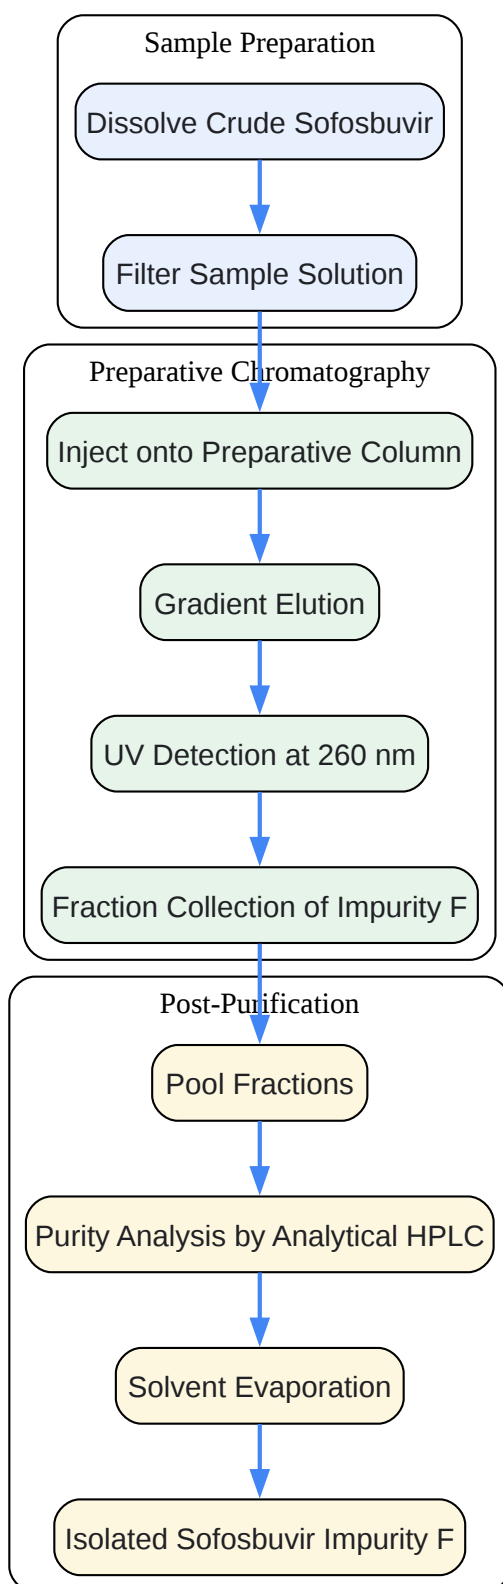 Sample Preparation
Dissolve Crude Sofosbuvir
Filter Sample Solution
Preparative Chromatography
Inject onto Preparative Column
Gradient Elution
UV Detection at 260 nm
Fraction Collection of Impurity F
Post-Purification
Pool Fractions
Purity Analysis by Analytical HPLC
Solvent Evaporation
Isolated Sofosbuvir Impurity F